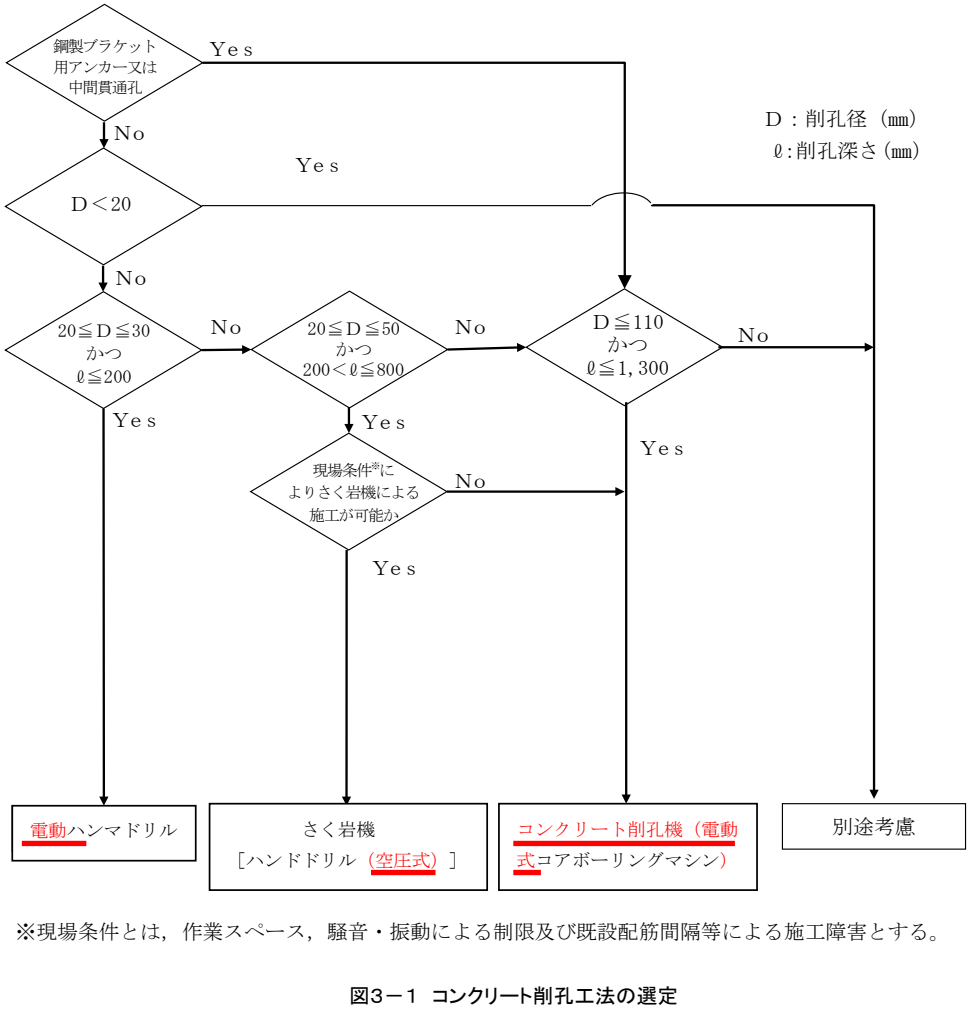 鋼製ブラケット
用アンカー又は
中間貫通孔
Yes
No
D：削孔径（㎜）
ℓ：削孔深さ（㎜）
D＜20
Yes
No
20≦D≦30
かつ
ℓ≦200
No
20≦D≦50
かつ
200＜ℓ≦800
No
D≦110
かつ
ℓ≦1,300
No
Yes
Yes
Yes
現場条件※に
よりさく岩機による
施工が可能か
No
Yes
電動ハンマドリル
さく岩機
［ハンドドリル（空圧式）］
コンクリート削孔機（電動
式コアボーリングマシン）
別途考慮
※現場条件とは，作業スペース，騒音・振動による制限及び既設配筋間隔等による施工障害とする。
図3－1 コンクリート削孔工法の選定